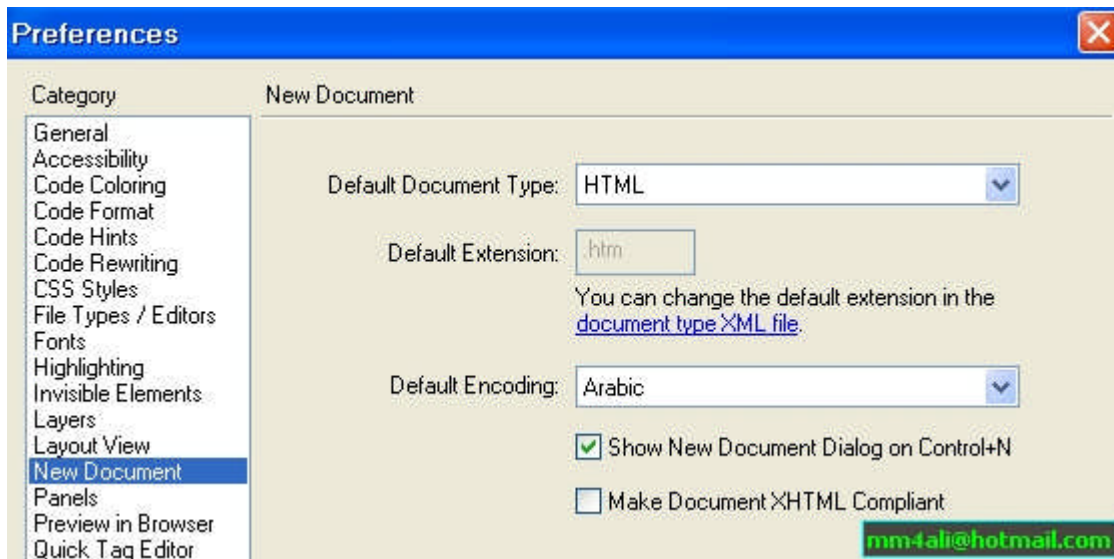 Preferences
Category
General
Accessibility
Code Coloring
Code Format
Code Hints
Code Rewriting
CSS Styles
File Types / Editors
Fonts
Highlighting
Invisible Elements
Layers
Layout View
New Document
Panels
Preview in Browser
Quick Tag Editor
New Document
Default Document Type: HTML
Default Extension: .htm
You can change the default extension in the
document type XML file.
Default Encoding: Arabic
Show New Document Dialog on Control+N
Make Document XHTML Compliant
mm4ali@hotmail.com